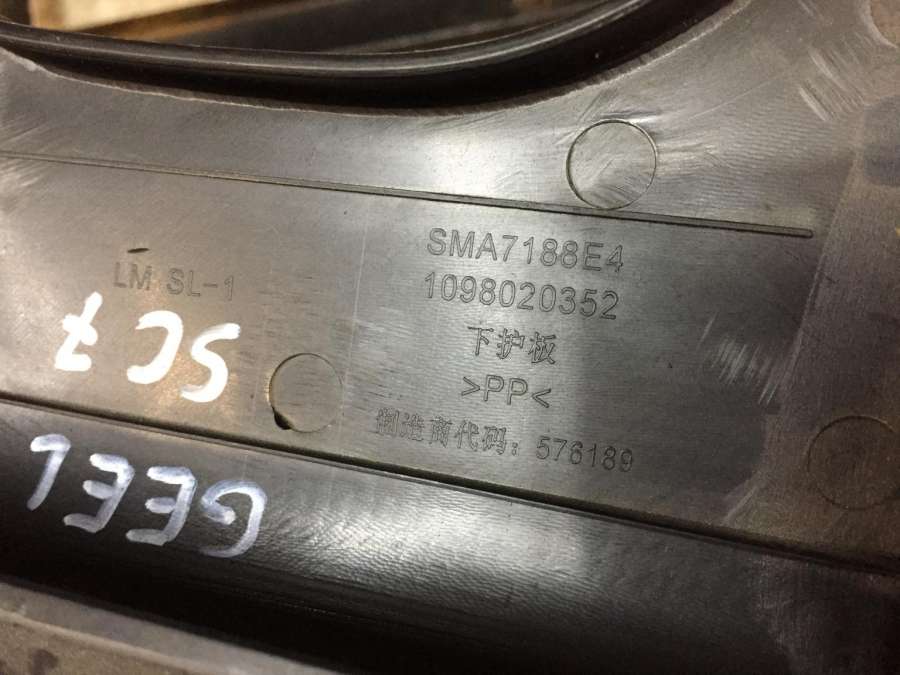 LM SL-1
SMA7188E4
1098020352
下护板
>PP<
制造商代码：576189
SC7
GEEL